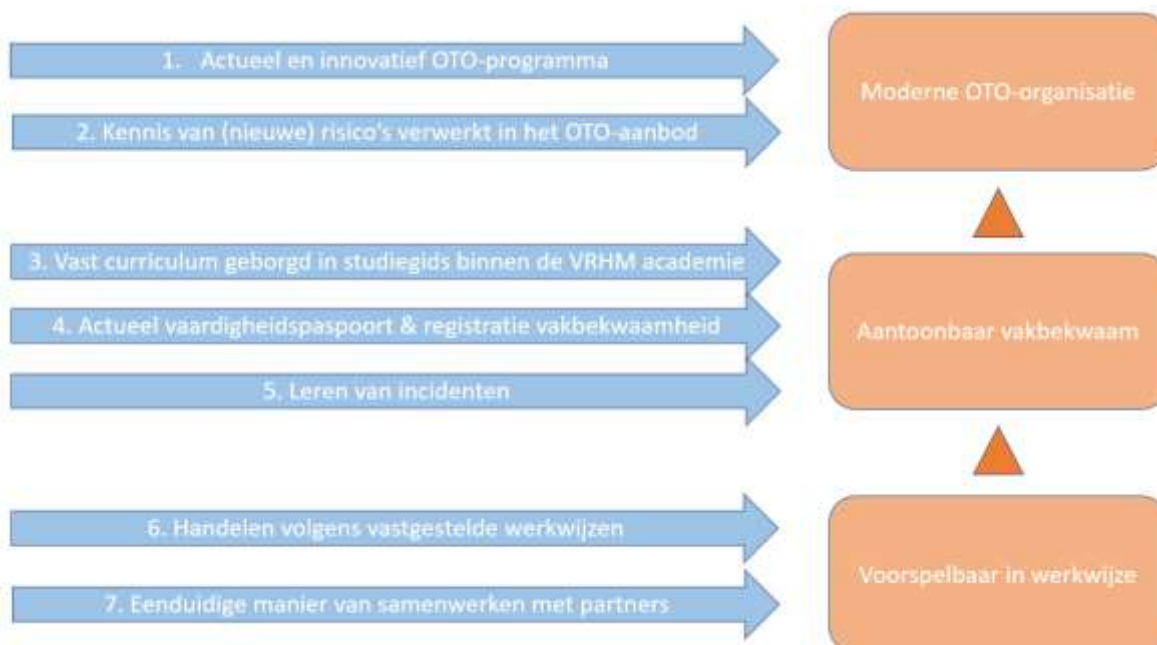 1. Actueel en innovatief OTO-programma
2. Kennis van (nieuwe) risico's verwerkt in het OTO-aanbod
Moderne OTO-organisatie
3. Vast curriculum geborgd in studiegids binnen de VRHM academie
4. Actueel vaardigheidspaspoort & registratie vakbekwaamheid
5. Leren van incidenten
Aantoonbaar vakbekwaam
6. Handelen volgens vastgestelde werkwijzen
7. Eenduidige manier van samenwerken met partners
Voorspelbaar in werkwijze